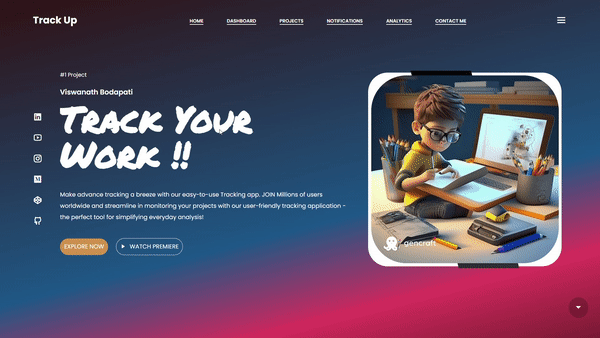 Track Up
HOME DASHBOARD PROJECTS NOTIFICATIONS ANALYTICS CONTACT ME
#1 Project
Viswanath Bodapati
Track Your
Work !!
Make advance tracking a breeze with our easy-to-use Tracking app. JOIN Millions of users
worldwide and streamline in monitoring your projects with our user-friendly tracking application -
the perfect tool for simplifying everyday analysis!
EXPLORE NOW WATCH PREMIERE
gencraft